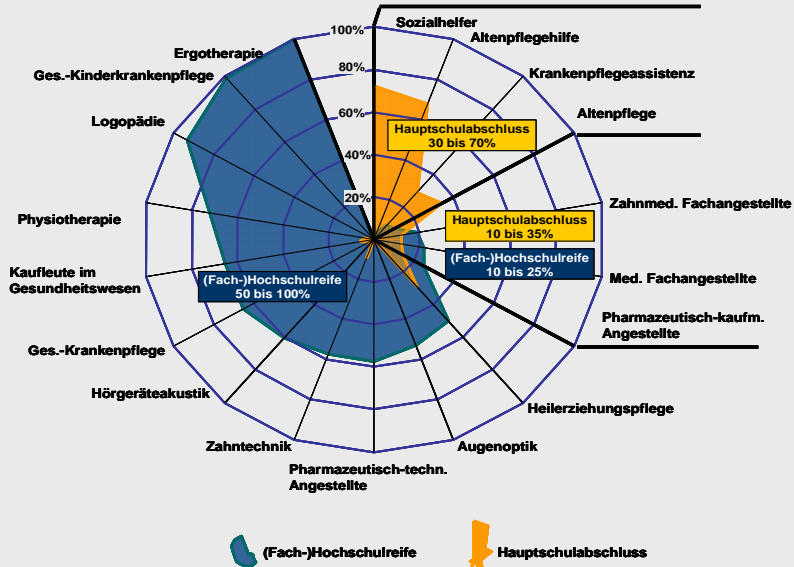 Sozialhelfer
Altenpflegehilfe
Krankenpflegeassistenz
Altenpflege
Zahnmed. Fachangestellte
Med. Fachangestellte
Pharmazeutisch-kaufm.
Angestellte
Heilerziehungspflege
Augenoptik
Pharmazeutisch-techn.
Angestellte
Zahntechnik
Hörgeräteakustik
Ges.-Krankenpflege
Kaufleute im
Gesundheitswesen
Physiotherapie
Logopädie
Ges.-Kinderkrankenpflege
Ergotherapie
100%
80%
60%
40%
20%
Hauptschulabschluss
30 bis 70%
Hauptschulabschluss
10 bis 35%
(Fach-)Hochschulreife
10 bis 25%
(Fach-)Hochschulreife
50 bis 100%
(Fach-)Hochschulreife
Hauptschulabschluss